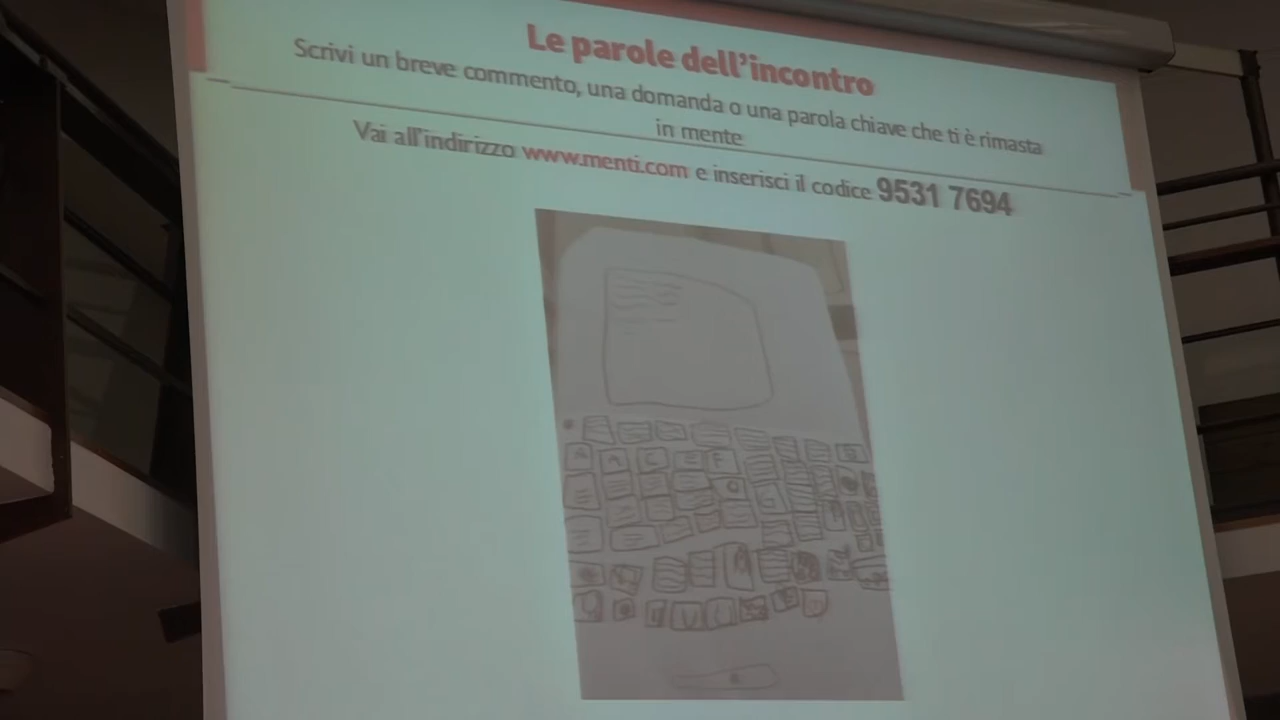 Le parole dell'incontro
Scrivi un breve commento, una domanda o una parola chiave che ti è rimasta
in mente
Vai all'indirizzo www.menti.com e inserisci il codice 9531 7694